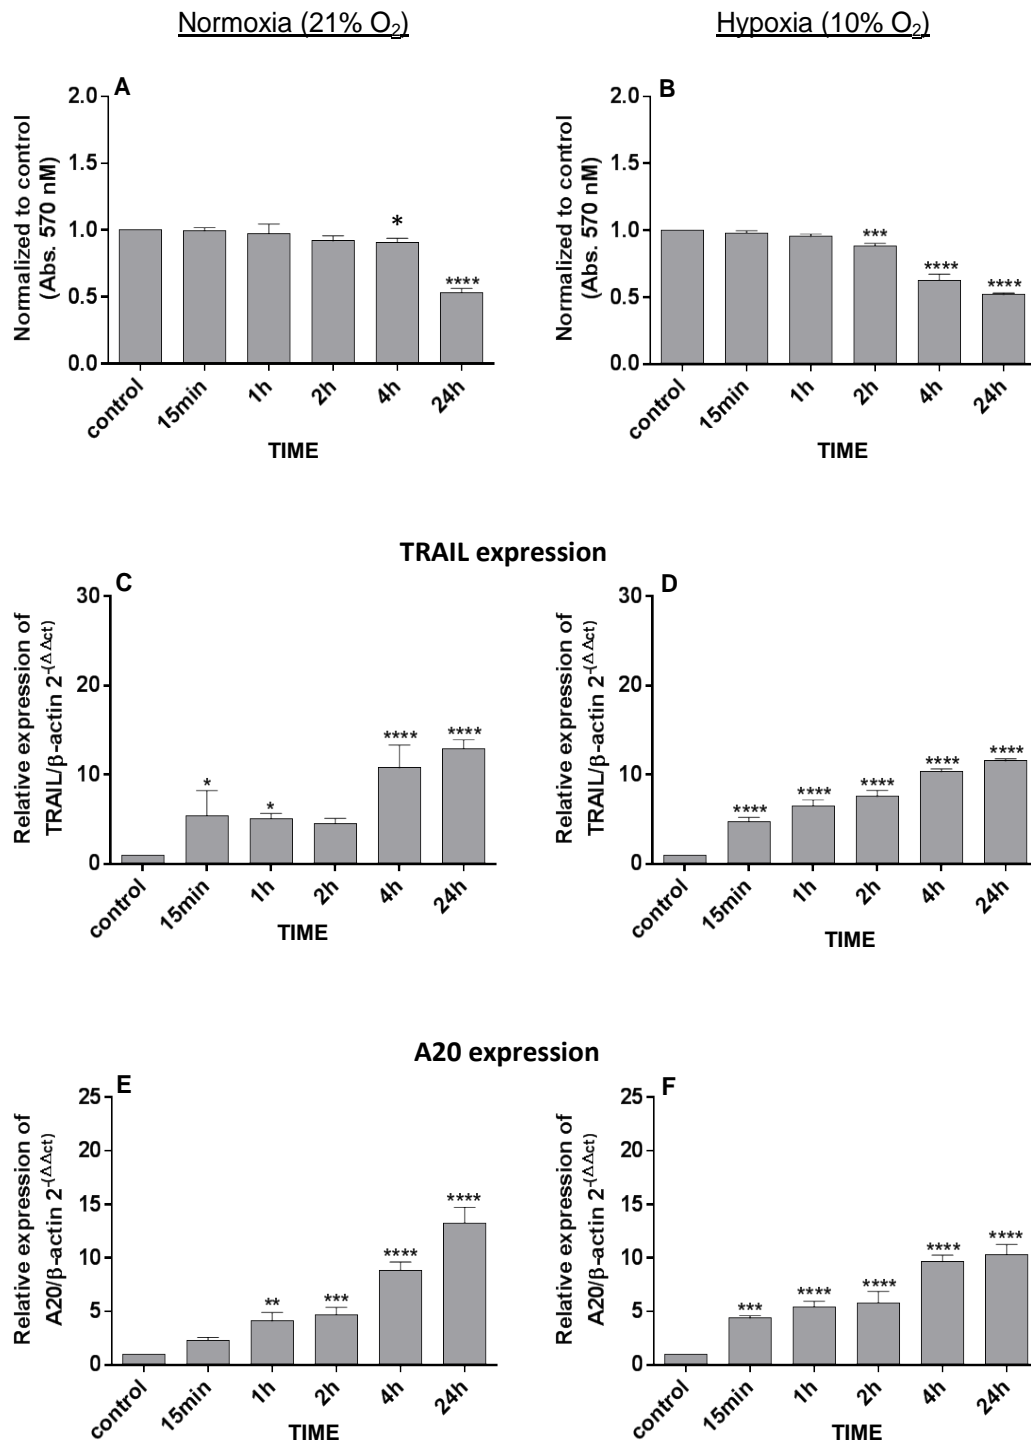 Normoxia (21% O₂)
Hypoxia (10% O₂)
A
2.0
1.5
1.0
0.5
0.0
Normalized to control
(Abs. 570 nM)
*
****
control
15min
1h
2h
4h
24h
TIME
B
2.0
1.5
1.0
0.5
0.0
Normalized to control
(Abs. 570 nM)
***
****
****
control
15min
1h
2h
4h
24h
TIME
TRAIL expression
C
30
20
10
0
Relative expression of
TRAIL/β-actin 2-(ΔΔct)
*
*
****
****
control
15min
1h
2h
4h
24h
TIME
D
30
20
10
0
Relative expression of
TRAIL/β-actin 2-(ΔΔct)
****
****
****
****
****
control
15min
1h
2h
4h
24h
TIME
A20 expression
E
25
20
15
10
5
0
Relative expression of
A20/β-actin 2-(ΔΔct)
**
***
****
****
control
15min
1h
2h
4h
24h
TIME
F
25
20
15
10
5
0
Relative expression of
A20/β-actin 2-(ΔΔct)
***
****
****
****
****
control
15min
1h
2h
4h
24h
TIME